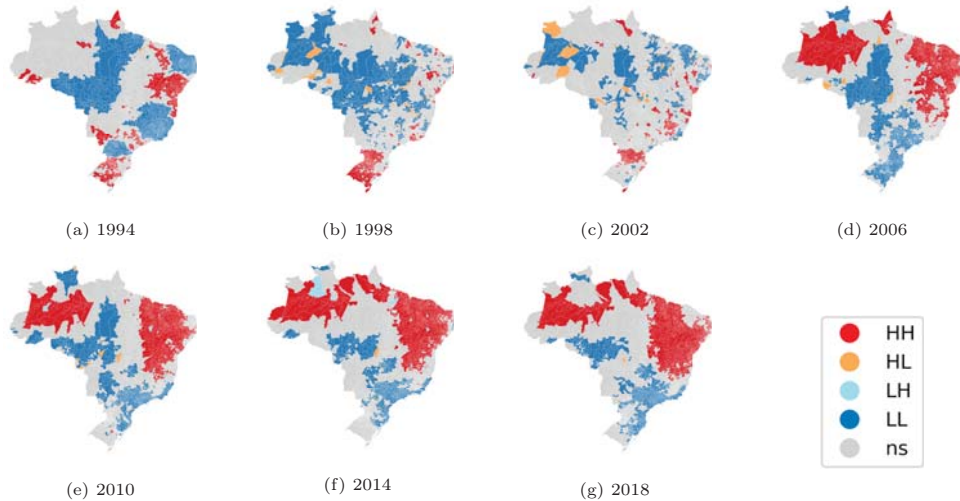 (a) 1994
(b) 1998
(c) 2002
(d) 2006
HH
HL
LH
LL
ns
(e) 2010
(f) 2014
(g) 2018